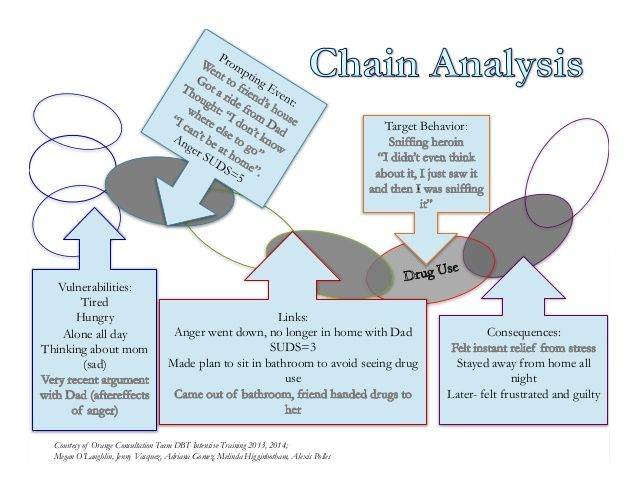 Chain Analysis
Prompting Event:
Went to friend's house
Got a ride from Dad
Thought: "I don't know
where else to go"
"I can't be at home".
Anger SUDS=5
Target Behavior:
Sniffing heroin
"I didn't even think
about it, I just saw it
and then I was sniffing
it"
Drug Use
Vulnerabilities:
Tired
Hungry
Alone all day
Thinking about mom
(sad)
Very recent argument
with Dad (aftereffects
of anger)
Links:
Anger went down, no longer in home with Dad
SUDS=3
Made plan to sit in bathroom to avoid seeing drug
use
Came out of bathroom, friend handed drugs to
her
Consequences:
Felt instant relief from stress
Stayed away from home all
night
Later- felt frustrated and guilty
Courtesy of Orange Consultation Team DBT Intensive Training 2013, 2014;
Megan O'Laughlin, Jenny Vasquez, Adriana Gomez, Melinda Higginbotham, Alexis Polles